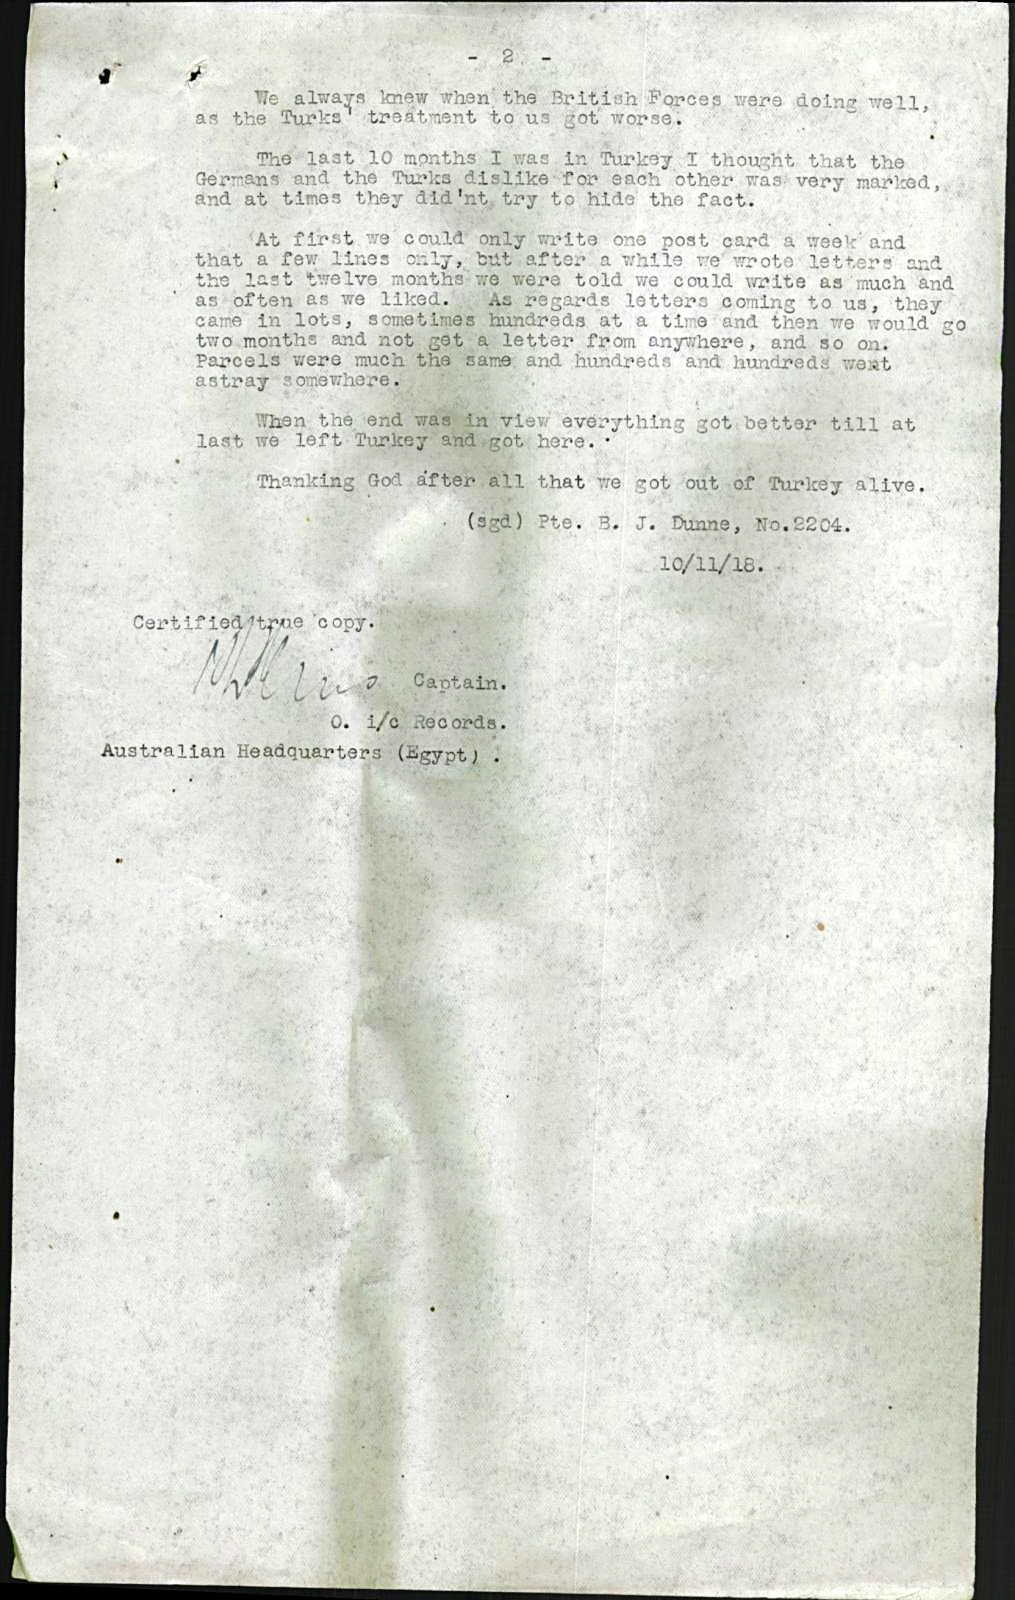 - 2 -
We always knew when the British Forces were doing well,
as the Turks' treatment to us got worse.
The last 10 months I was in Turkey I thought that the
Germans and the Turks dislike for each other was very marked,
and at times they did'nt try to hide the fact.
At first we could only write one post card a week and
that a few lines only, but after a while we wrote letters and
the last twelve months we were told we could write as much and
as often as we liked. As regards letters coming to us, they
came in lots, sometimes hundreds at a time and then we would go
two months and not get a letter from anywhere, and so on.
Parcels were much the same and hundreds and hundreds went
astray somewhere.
When the end was in view everything got better till at
last we left Turkey and got here.
Thanking God after all that we got out of Turkey alive.
(sgd) Pte. B. J. Dunne, No.2204.
10/11/18.
Certified true copy.
Captain.
O. i/c Records.
Australian Headquarters (Egypt).